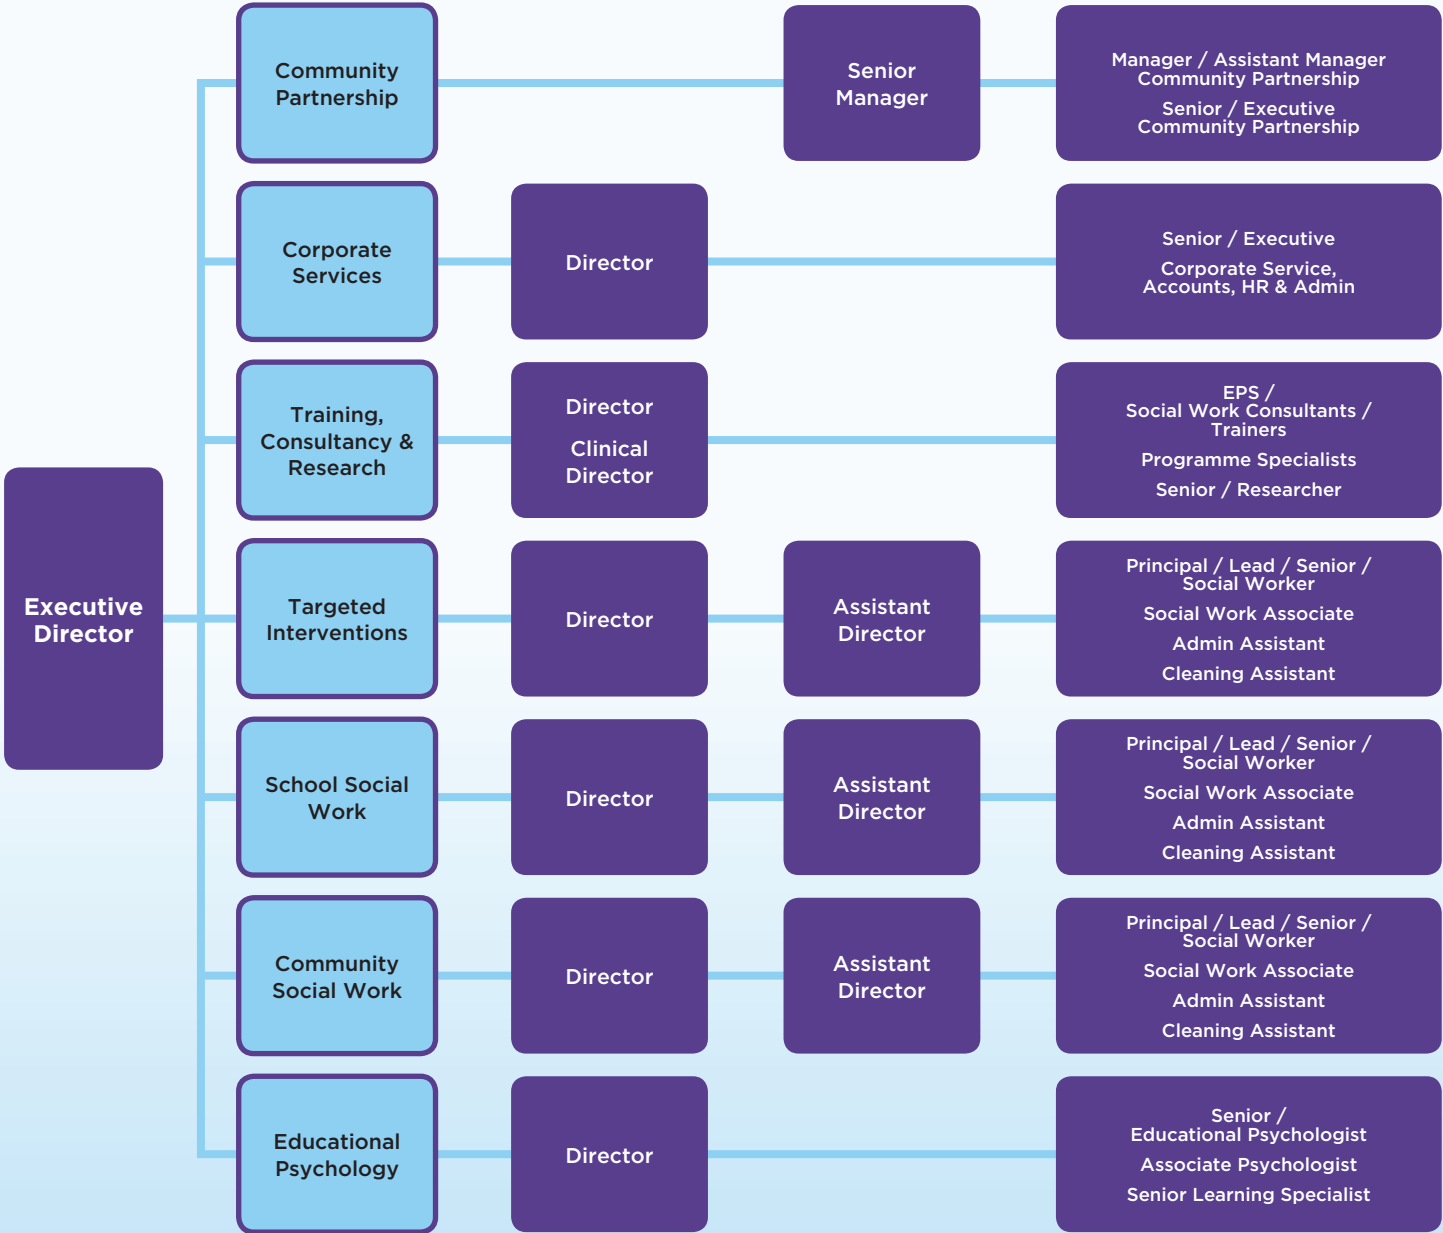 Executive
Director
Community
Partnership
Senior
Manager
Manager / Assistant Manager
Community Partnership
Senior / Executive
Community Partnership
Corporate
Services
Director
Senior / Executive
Corporate Service,
Accounts, HR & Admin
Training,
Consultancy &
Research
Director
Clinical
Director
EPS /
Social Work Consultants /
Trainers
Programme Specialists
Senior / Researcher
Targeted
Interventions
Director
Assistant
Director
Principal / Lead / Senior /
Social Worker
Social Work Associate
Admin Assistant
Cleaning Assistant
School Social
Work
Director
Assistant
Director
Principal / Lead / Senior /
Social Worker
Social Work Associate
Admin Assistant
Cleaning Assistant
Community
Social Work
Director
Assistant
Director
Principal / Lead / Senior /
Social Worker
Social Work Associate
Admin Assistant
Cleaning Assistant
Educational
Psychology
Director
Senior /
Educational Psychologist
Associate Psychologist
Senior Learning Specialist